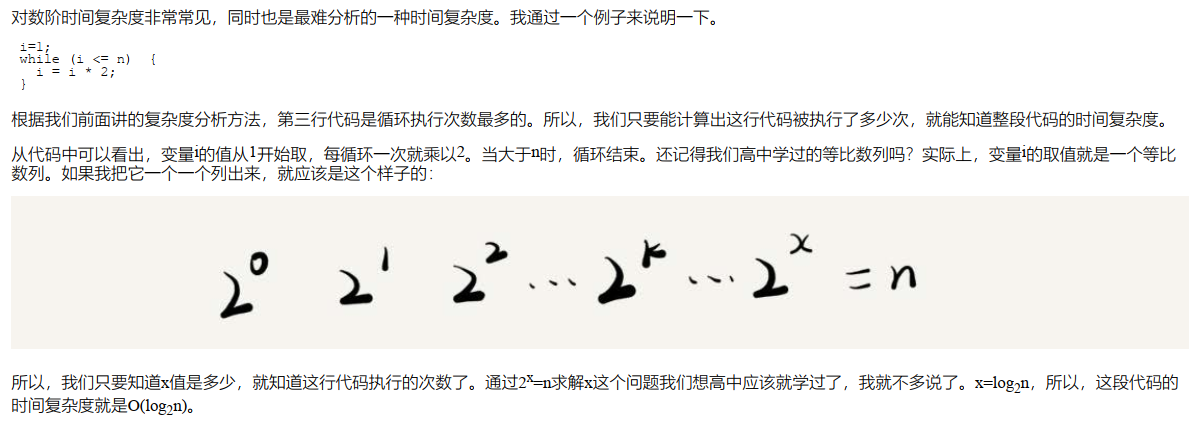 对数阶时间复杂度非常常见，同时也是最难分析的一种时间复杂度。我通过一个例子来说明一下。
i=1;
while (i <= n)  {
  i = i * 2;
}
根据我们前面讲的复杂度分析方法，第三行代码是循环执行次数最多的。所以，我们只要能计算出这行代码被执行了多少次，就能知道整段代码的时间复杂度。
从代码中可以看出，变量i的值从1开始取，每循环一次就乘以2。当大于n时，循环结束。还记得我们高中学过的等比数列吗？实际上，变量i的取值就是一个等比
数列。如果我把它一个一个列出来，就应该是这个样子的：
2⁰ 2¹ 2² ... 2ᵏ ... 2ˣ = n
所以，我们只要知道x值是多少，就知道这行代码执行的次数了。通过2ˣ=n求解x这个问题我们想高中应该就学过了，我就不多说了。x=log₂n，所以，这段代码的
时间复杂度就是O(log₂n)。